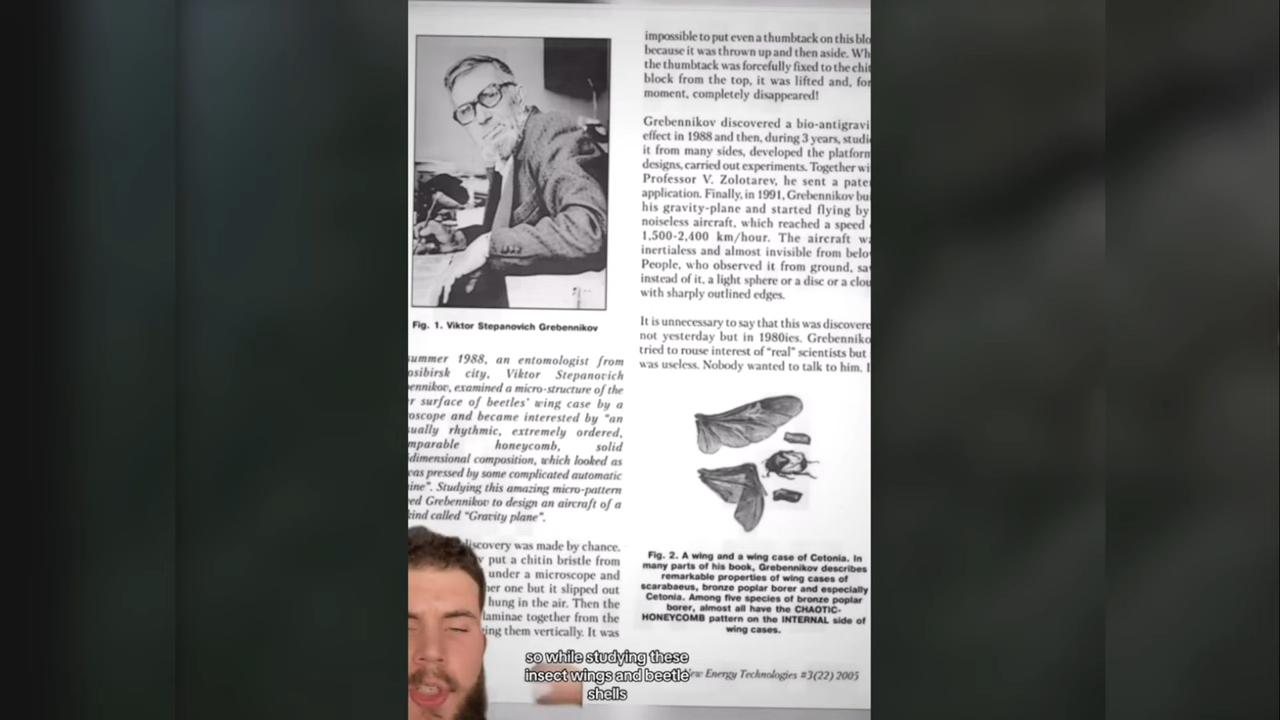 Fig. 1. Viktor Stepanovich Grebennikov
summer 1988, an entomologist from
osibirsk city, Viktor Stepanovich
ennikov, examined a micro-structure of the
r surface of beetles' wing case by a
oscope and became interested by "an
ually rhythmic, extremely ordered,
mparable honeycomb, solid
dimensional composition, which looked as
was pressed by some complicated automatic
ine". Studying this amazing micro-pattern
ed Grebennikov to design an aircraft of a
kind called "Gravity plane".
discovery was made by chance.
put a chitin bristle from
under a microscope and
her one but it slipped out
hung in the air. Then the
laminae together from the
ing them vertically. It was
impossible to put even a thumbtack on this blo
because it was thrown up and then aside. Wh
the thumbtack was forcefully fixed to the chit
block from the top, it was lifted and, for
moment, completely disappeared!
Grebennikov discovered a bio-antigravi
effect in 1988 and then, during 3 years, studi
it from many sides, developed the platform
designs, carried out experiments. Together wi
Professor V. Zolotarev, he sent a pate
application. Finally, in 1991, Grebennikov bu
his gravity-plane and started flying by
noiseless aircraft, which reached a speed
1,500-2,400 km/hour. The aircraft wa
inertialess and almost invisible from belo
People, who observed it from ground, sa
instead of it, a light sphere or a disc or a clou
with sharply outlined edges.
It is unnecessary to say that this was discovere
not yesterday but in 1980ies. Grebenniko
tried to rouse interest of "real" scientists but
was useless. Nobody wanted to talk to him. I
Fig. 2. A wing and a wing case of Cetonia. In
many parts of his book, Grebennikov describes
remarkable properties of wing cases of
scarabaeus, bronze poplar borer and especially
Cetonia. Among five species of bronze poplar
borer, almost all have the CHAOTIC-
HONEYCOMB pattern on the INTERNAL side of
wing cases.
New Energy Technologies #3(22) 2005
so while studying these
insect wings and beetle
shells